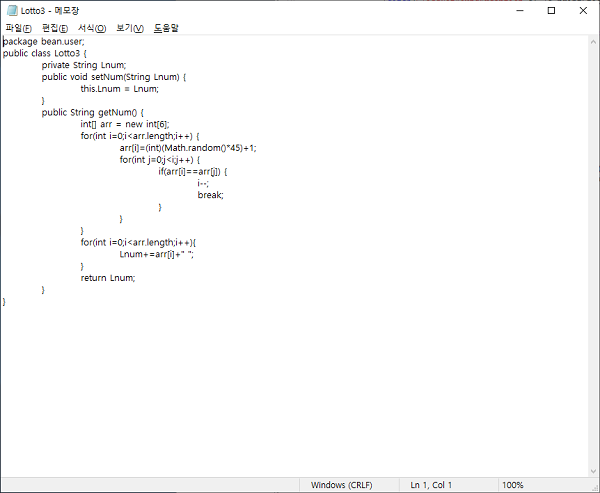 Lotto3 - 메모장
파일(F) 편집(E) 서식(O) 보기(V) 도움말
package bean.user;
public class Lotto3 {
private String Lnum;
public void setNum(String Lnum) {
this.Lnum = Lnum;
}
public String getNum() {
int[] arr = new int[6];
for(int i=0;i<arr.length;i++) {
arr[i]=(int)(Math.random()*45)+1;
for(int j=0;j<i;j++) {
if(arr[i]==arr[j]) {
i--;
break;
}
}
}
for(int i=0;i<arr.length;i++){
Lnum+=arr[i]+" ";
}
return Lnum;
}
}
Windows (CRLF) Ln 1, Col 1 100%